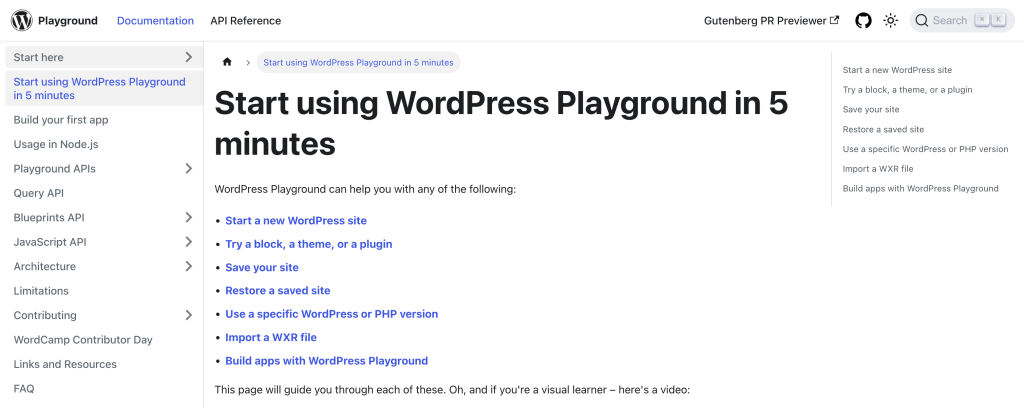 Playground Documentation API Reference Gutenberg PR Previewer Search ⌘ K
Start here
Start using WordPress Playground
in 5 minutes
Build your first app
Usage in Node.js
Playground APIs
Query API
Blueprints API
JavaScript API
Architecture
Limitations
Contributing
WordCamp Contributor Day
Links and Resources
FAQ
Start using WordPress Playground in 5 minutes
Start using WordPress Playground in 5
minutes
WordPress Playground can help you with any of the following:
• Start a new WordPress site
• Try a block, a theme, or a plugin
• Save your site
• Restore a saved site
• Use a specific WordPress or PHP version
• Import a WXR file
• Build apps with WordPress Playground
This page will guide you through each of these. Oh, and if you're a visual learner – here's a video:
Start a new WordPress site
Try a block, a theme, or a plugin
Save your site
Restore a saved site
Use a specific WordPress or PHP version
Import a WXR file
Build apps with WordPress Playground